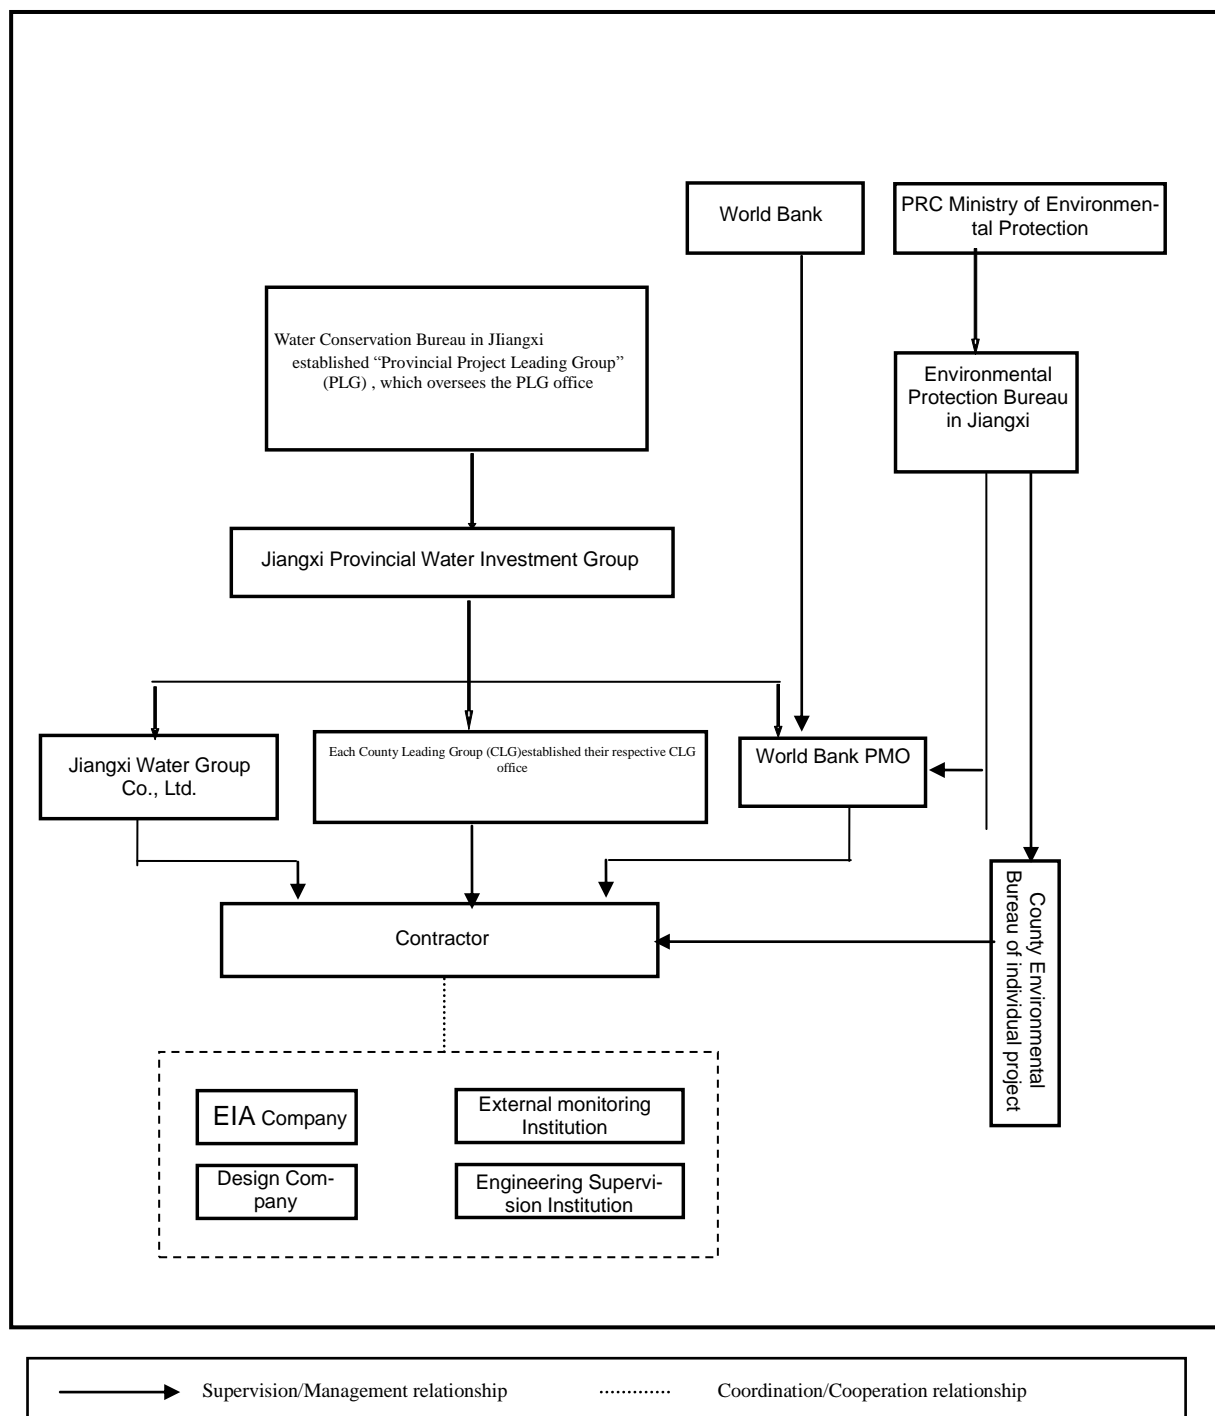 World Bank
PRC Ministry of Environmen-
tal Protection
Water Conservation Bureau in JIiangxi
established “Provincial Project Leading Group”
(PLG) , which oversees the PLG office
Environmental
Protection Bureau
in Jiangxi
Jiangxi Provincial Water Investment Group
Jiangxi Water Group
Co., Ltd.
Each County Leading Group (CLG)established their respective CLG
office
World Bank PMO
Contractor
County Environmental
Bureau of individual project
EIA Company
External monitoring
Institution
Design Com-
pany
Engineering Supervi-
sion Institution
Supervision/Management relationship
Coordination/Cooperation relationship